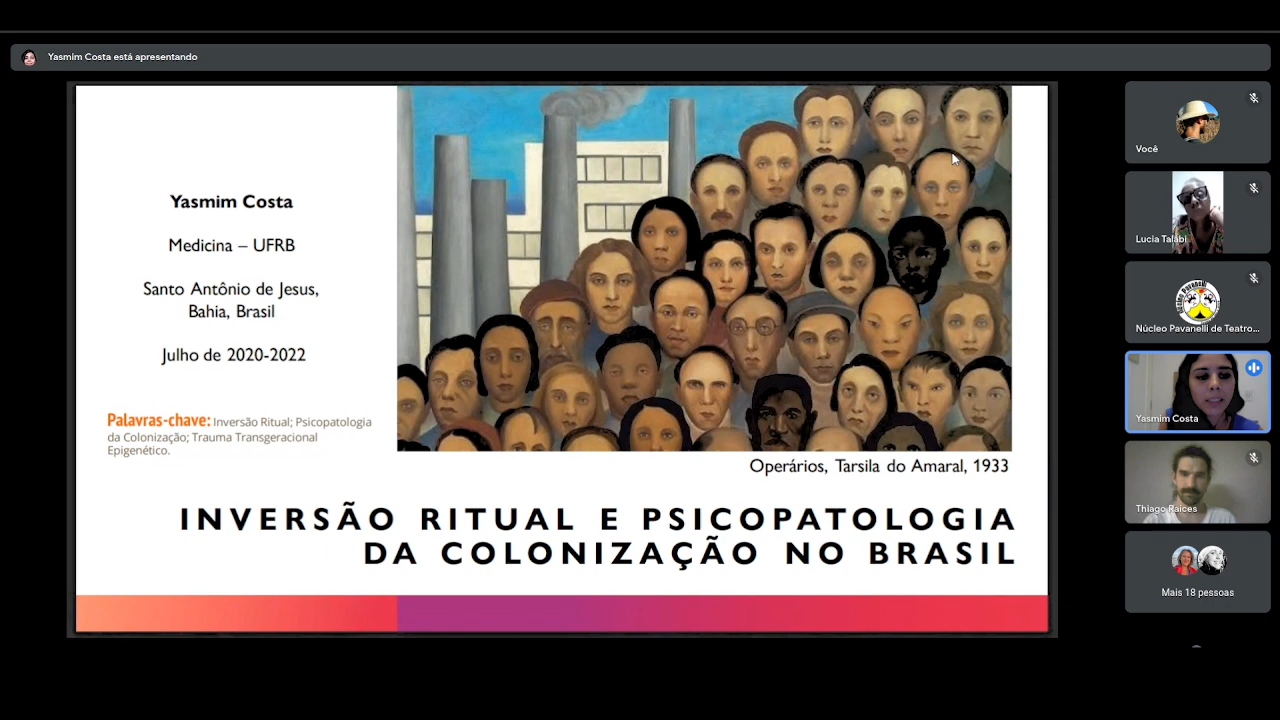 Yasmim Costa está apresentando
Yasmim Costa
Medicina – UFRB
Santo Antônio de Jesus,
Bahia, Brasil
Julho de 2020-2022
Palavras-chave: Inversão Ritual; Psicopatologia
da Colonização; Trauma Transgeracional
Epigenético.
Operários, Tarsila do Amaral, 1933
INVERSÃO RITUAL E PSICOPATOLOGIA
DA COLONIZAÇÃO NO BRASIL
Você
Lucia Talabi
Núcleo Pavanelli de Teatro...
Yasmim Costa
Thiago Raíces
Mais 18 pessoas